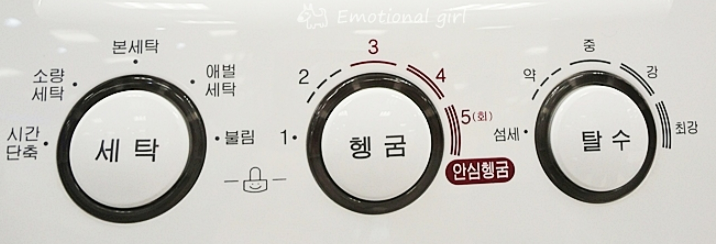 Emotional girl
시간
단축
소량
세탁
본세탁
애벌
세탁
불림
세탁
1
2
3
4
5(회)
안심헹굼
헹굼
섬세
약
중
강
최강
탈수